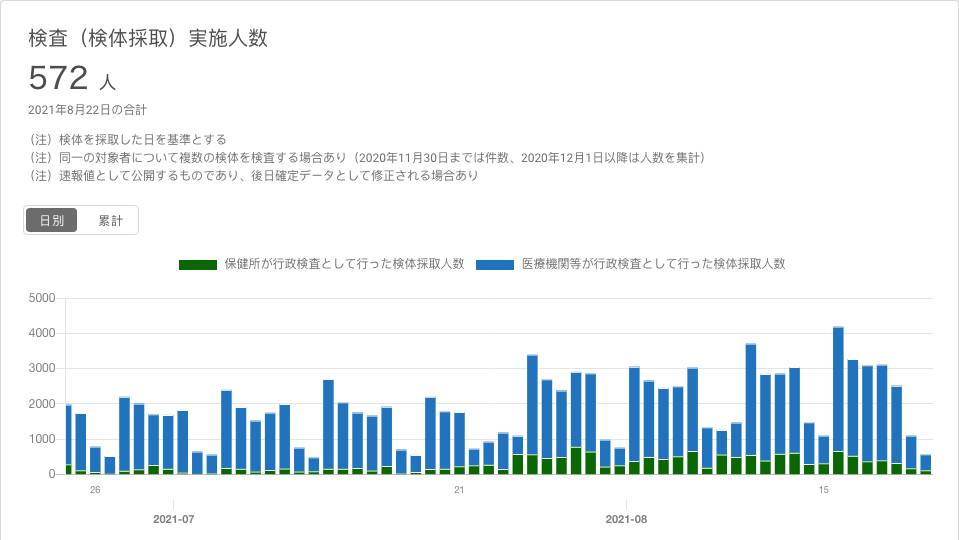 検査（検体採取）実施人数
572 人
2021年8月22日の合計
（注）検体を採取した日を基準とする
（注）同一の対象者について複数の検体を検査する場合あり（2020年11月30日までは件数、2020年12月1日以降は人数を集計）
（注）速報値として公開するものであり、後日確定データとして修正される場合あり
日別 累計
保健所が行政検査として行った検体採取人数 医療機関等が行政検査として行った検体採取人数
5000
4000
3000
2000
1000
0
26 21 15
2021-07 2021-08